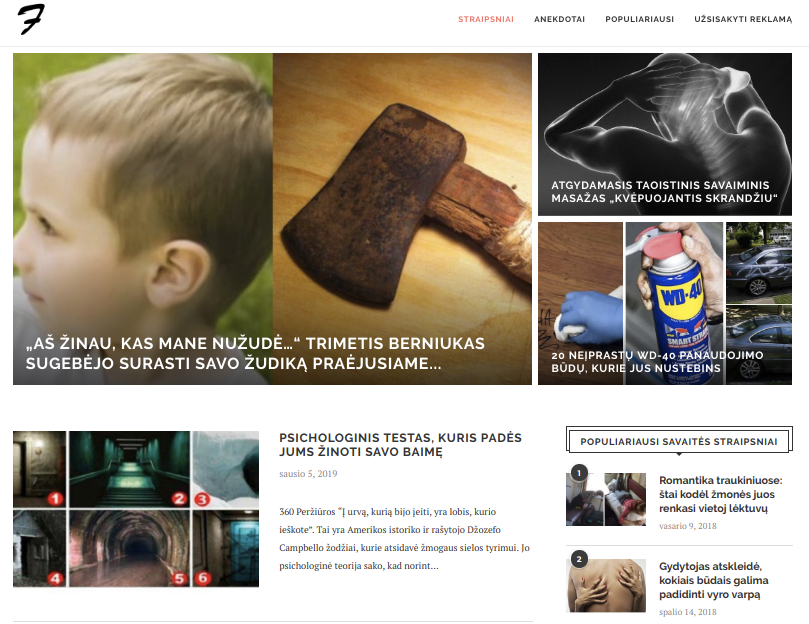 STRAIPSNIAI ANEKDOTAI POPULIARIAUSI UŽSISAKYTI REKLAMĄ
„AŠ ŽINAU, KAS MANE NUŽUDĖ…“ TRIMETIS BERNIUKAS
SUGEBĖJO SURASTI SAVO ŽUDIKĄ PRAĖJUSIAME...
ATGYDAMASIS TAOISTINIS SAVAIMINIS
MASAŽAS „KVĖPUOJANTIS SKRANDŽIU“
WD-40
SMART STRAW
20 NEĮPRASTŲ WD-40 PANAUDOJIMO
BŪDŲ, KURIE JUS NUSTEBINS
1
2
3
4
5
6
PSICHOLOGINIS TESTAS, KURIS PADĖS
JUMS ŽINOTI SAVO BAIMĘ
sausio 5, 2019
360 Peržiūros “Į urvą, kurią bijo įeiti, yra lobis, kurio
ieškote”. Tai yra Amerikos istoriko ir rašytojo Džozefo
Campbello žodžiai, kurie atsidavė žmogaus sielos tyrimui. Jo
psichologinė teorija sako, kad norint…
POPULIARIAUSI SAVAITĖS STRAIPSNIAI
1
Romantika traukiniuose:
štai kodėl žmonės juos
renkasi vietoj lėktuvų
vasario 9, 2018
2
Gydytojas atskleidė,
kokiais būdais galima
padidinti vyro varpą
spalio 14, 2018